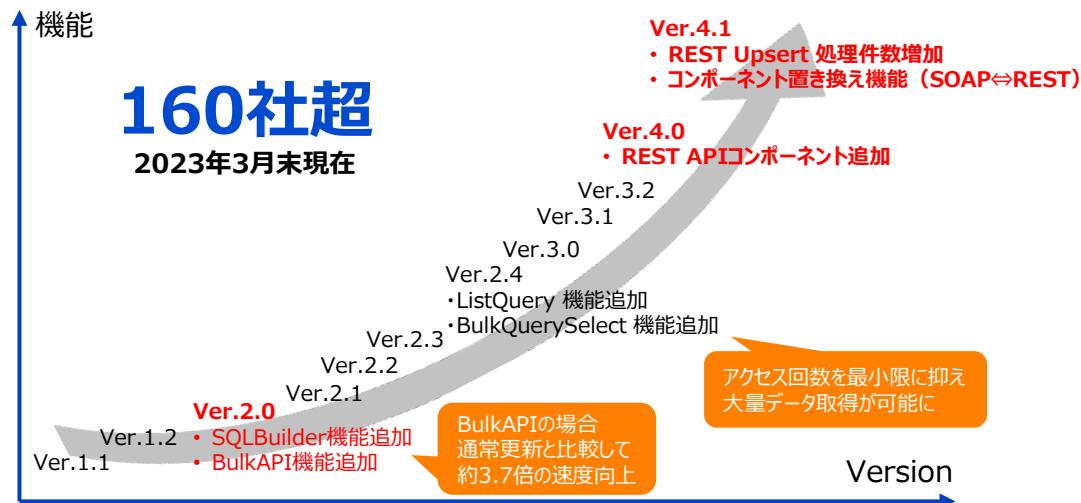 機能
160社超
2023年3月末現在
Ver.4.1
• REST Upsert 処理件数増加
• コンポーネント置き換え機能（SOAP⇔REST）
Ver.4.0
• REST APIコンポーネント追加
Ver.3.2
Ver.3.1
Ver.3.0
Ver.2.4
・ListQuery 機能追加
・BulkQuerySelect 機能追加
Ver.2.3
Ver.2.2
Ver.2.1
アクセス回数を最小限に抑え
大量データ取得が可能に
Ver.2.0
• SQLBuilder機能追加
• BulkAPI機能追加
Ver.1.2
Ver.1.1
BulkAPIの場合
通常更新と比較して
約3.7倍の速度向上
Version